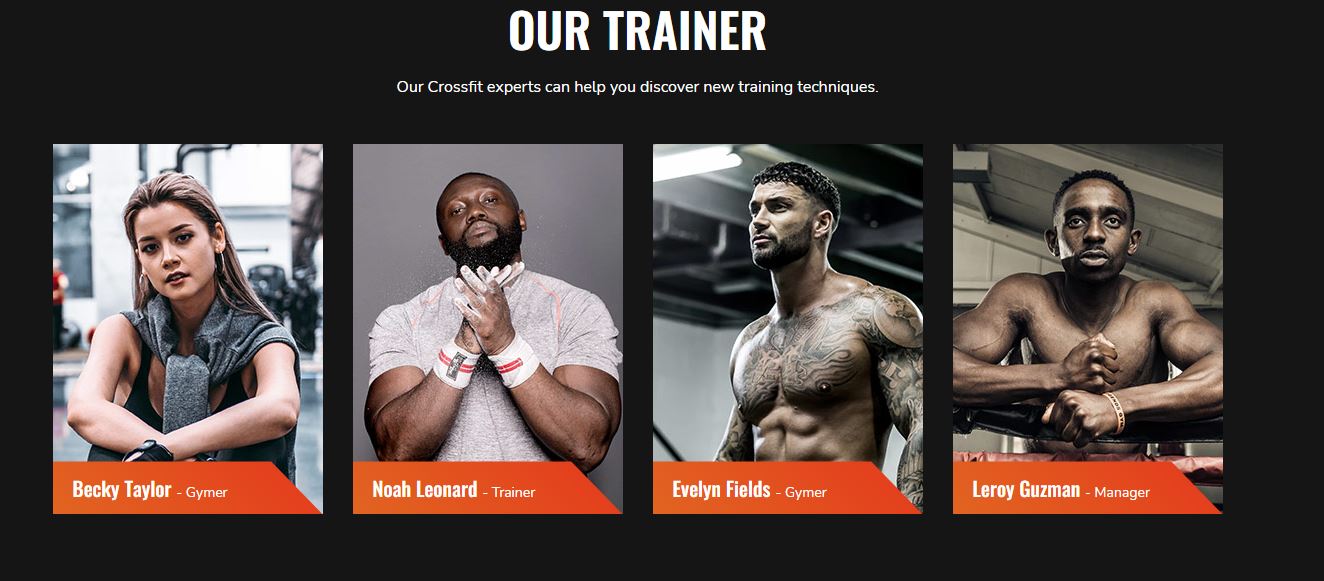 OUR TRAINER
Our Crossfit experts can help you discover new training techniques.
Becky Taylor - Gymer
Noah Leonard - Trainer
Evelyn Fields - Gymer
Leroy Guzman - Manager